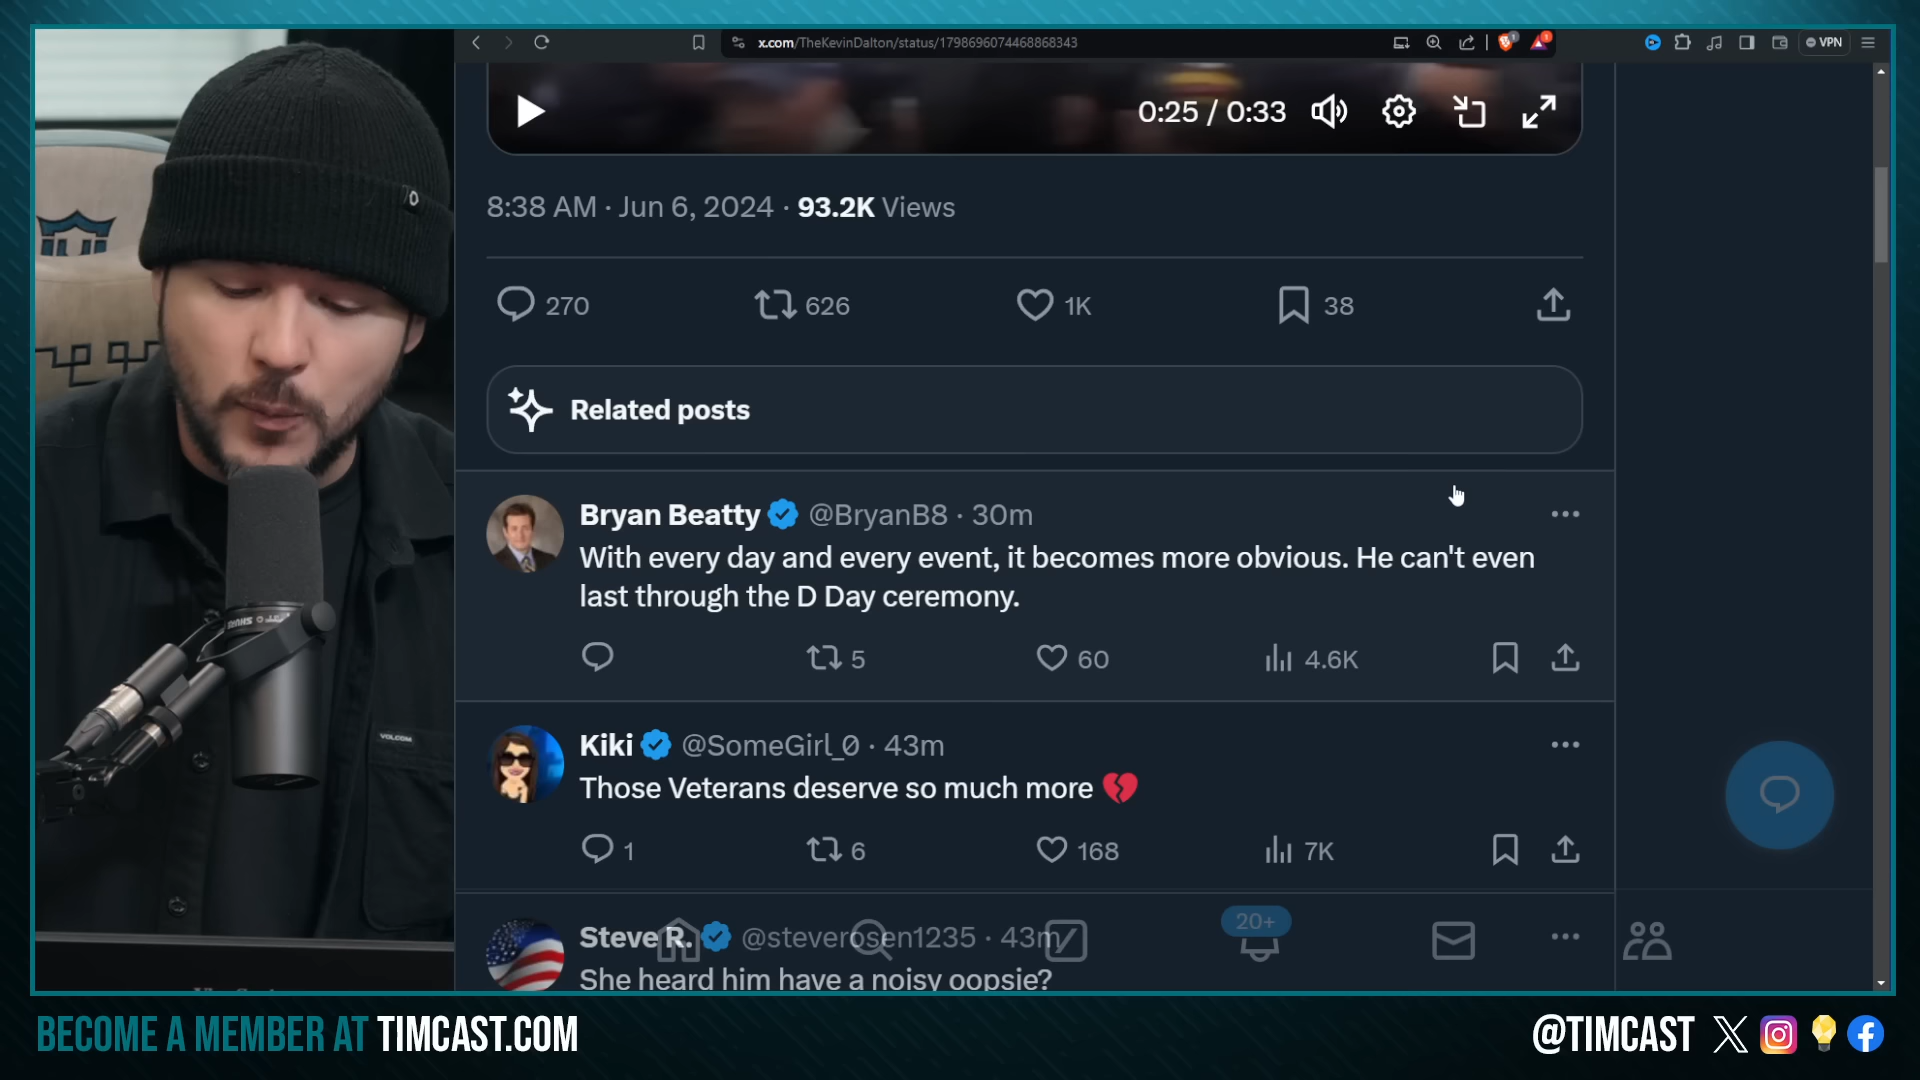 x.com/TheKevinDalton/status/1798696074468868343
VPN
0:25 / 0:33
8:38 AM · Jun 6, 2024 · 93.2K Views
270 626 1K 38
Related posts
Bryan Beatty @BryanB8 · 30m
With every day and every event, it becomes more obvious. He can't even
last through the D Day ceremony.
5 60 4.6K
Kiki @SomeGirl_0 · 43m
Those Veterans deserve so much more 💔
1 6 168 7K
20+
Steve R. @steverosen1235 · 43m
She heard him have a noisy oopsie?
SHURE
VOLCOM
BECOME A MEMBER AT TIMCAST.COM
@TIMCAST